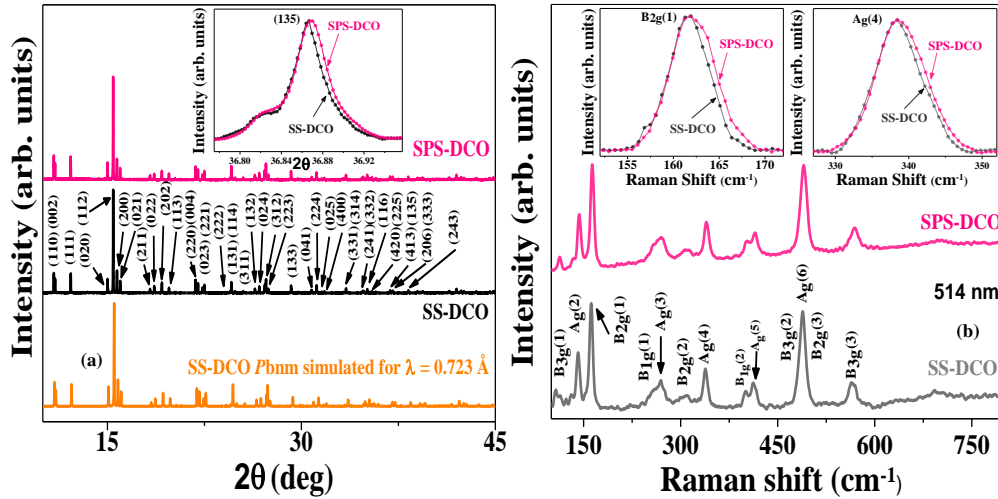 Intensity (arb. units)
(135)
SPS-DCO
SS-DCO
Intensity (arb. units)
36.80 36.84 36.88 36.92
2θ
SPS-DCO
(110) (002)
(111)
(020)
(112)
(200)
(021)
(211)
(022)
(202)
(113)
(220)(004)
(023) (221)
(222)
(131) (114)
(311)
(132)
(024)
(312)
(223)
(133)
(041)
(224)
(025)
(400)
(331) (314)
(241) (332)
(116)
(420) (225)
(413) (135)
(206) (333)
(243)
SS-DCO
(a)
SS-DCO Pbnm simulated for λ = 0.723 Å
15 30 45
2θ (deg)
Intensity (arb. units)
B2g(1)
SPS-DCO
SS-DCO
Intensity (arb. units)
155 160 165 170
Raman Shift (cm-1)
Ag(4)
SPS-DCO
SS-DCO
Intensity (arb. units)
330 340 350
Raman Shift (cm-1)
SPS-DCO
514 nm
(b)
B3g(1)
Ag(2)
B2g(1)
B1g(1)
Ag(3)
B2g(2)
Ag(4)
B1g(2)
Ag(5)
B3g(2)
Ag(6)
B2g(3)
B3g(3)
SS-DCO
150 300 450 600 750
Raman shift (cm-1)